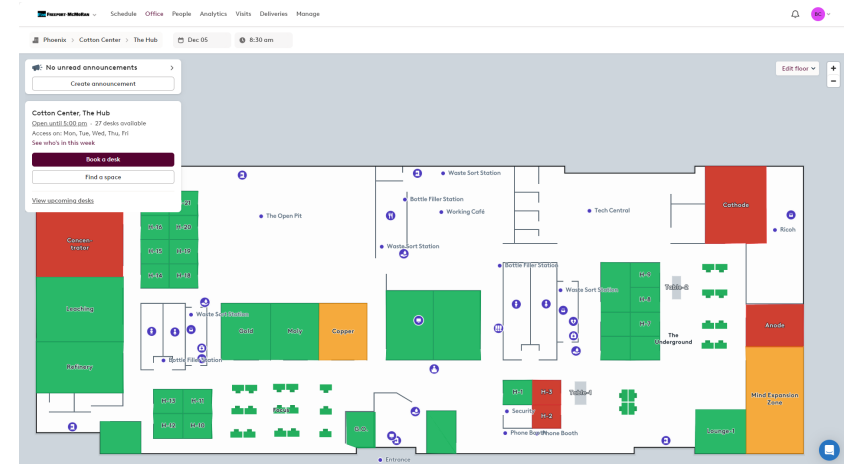 FREEPORT-MCMORAN
Schedule Office People Analytics Visits Deliveries Manage
BC
Phoenix > Cotton Center > The Hub
Dec 05
8:30 am
No unread announcements
Create announcement
Edit floor
+
−
Cotton Center, The Hub
Open until 5:00 pm · 27 desks available
Access on: Mon, Tue, Wed, Thu, Fri
See who's in this week
Book a desk
Find a space
View upcoming desks
Waste Sort Station
Bottle Filler Station
Working Café
The Open Pit
Tech Central
Cathode
Ricoh
-21
H-16
H-20
Concen-
trator
Waste Sort Station
H-15
H-19
Bottle Filler Station
H-14
H-18
H-9
Table-2
Waste Sort Station
H-8
Leaching
Waste Sort Station
H-7
Gold
Moly
Copper
The
Underground
Anode
Bottle Filler Station
Refinery
H-1
H-3
Table-1
Mind Expansion
Zone
H-13
H-11
Security
H-2
H-12
H-10
G.O.
Phone Booth
Phone Booth
Lounge-1
Entrance